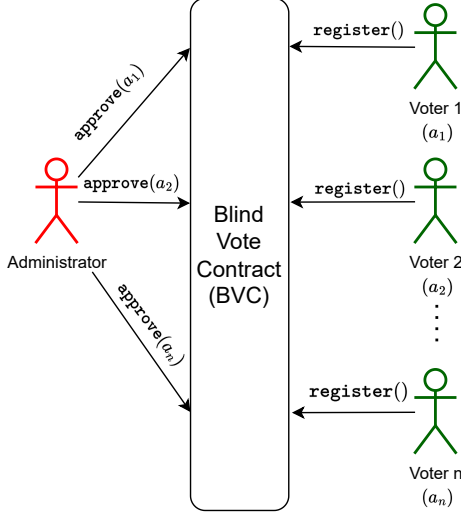 register()
Voter 1
(a₁)
approve(a₁)
approve(a₂)
Administrator
approve(aₙ)
Blind
Vote
Contract
(BVC)
register()
Voter 2
(a₂)
register()
Voter n
(aₙ)